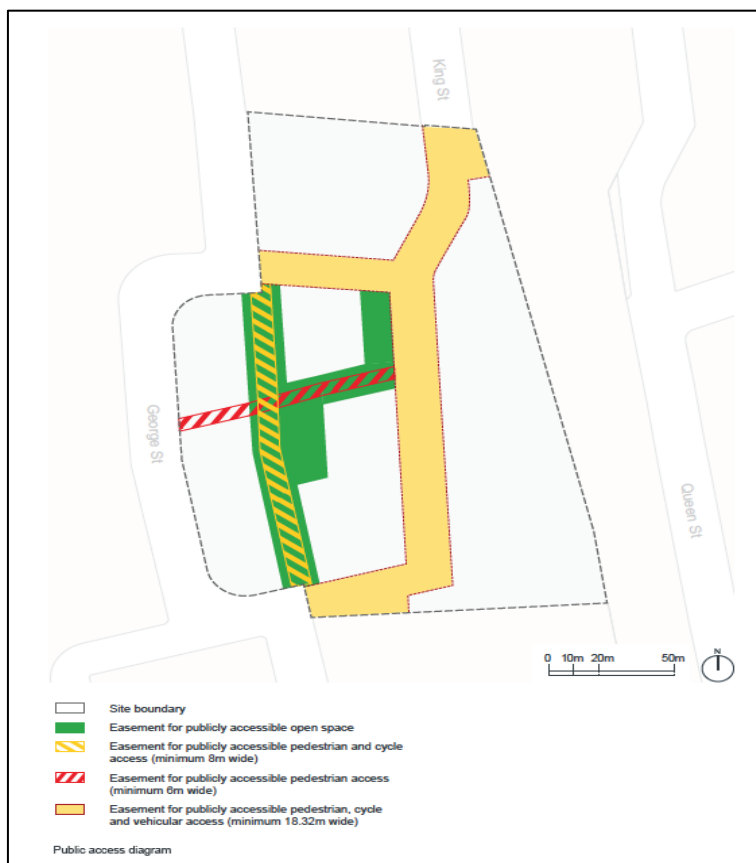 King St
George St
Queen St
0 10m 20m 50m
N
Site boundary
Easement for publicly accessible open space
Easement for publicly accessible pedestrian and cycle
access (minimum 8m wide)
Easement for publicly accessible pedestrian access
(minimum 6m wide)
Easement for publicly accessible pedestrian, cycle
and vehicular access (minimum 18.32m wide)
Public access diagram